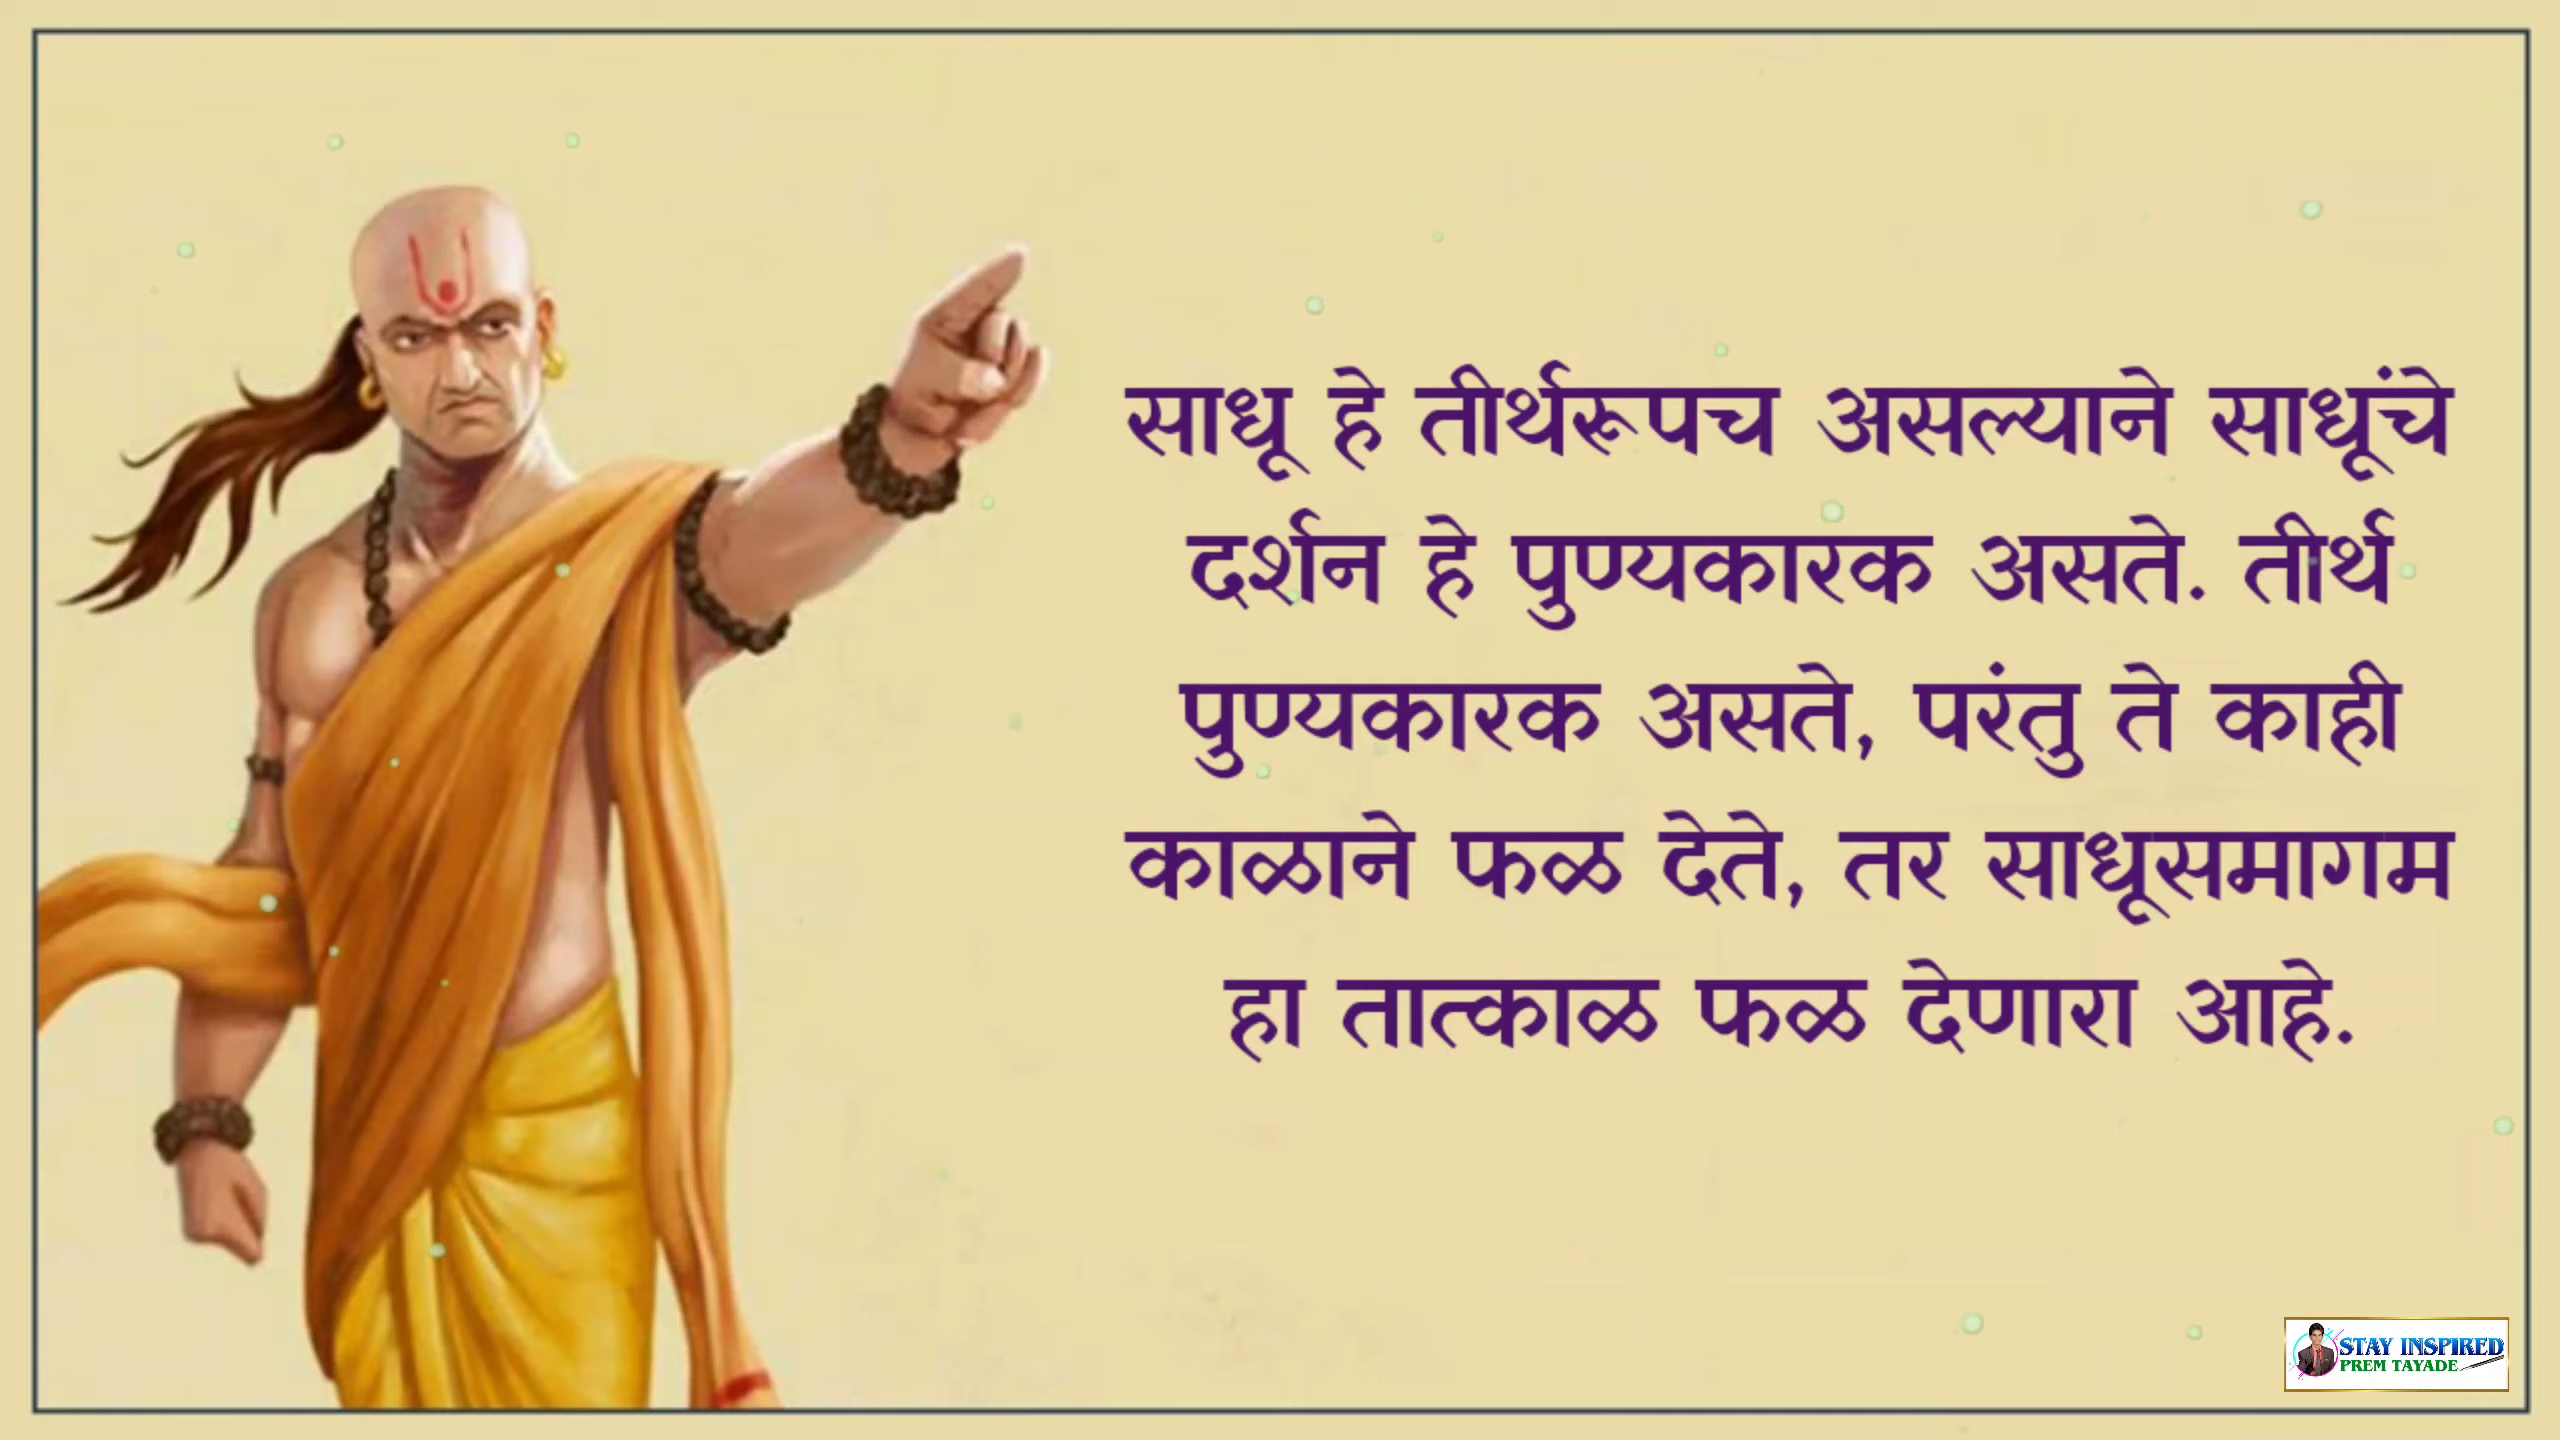 साधू हे तीर्थरूपच असल्याने साधूंचे
दर्शन हे पुण्यकारक असते. तीर्थ
पुण्यकारक असते, परंतु ते काही
काळाने फळ देते, तर साधूसमागम
हा तात्काळ फळ देणारा आहे.
STAY INSPIRED
PREM TAYADE